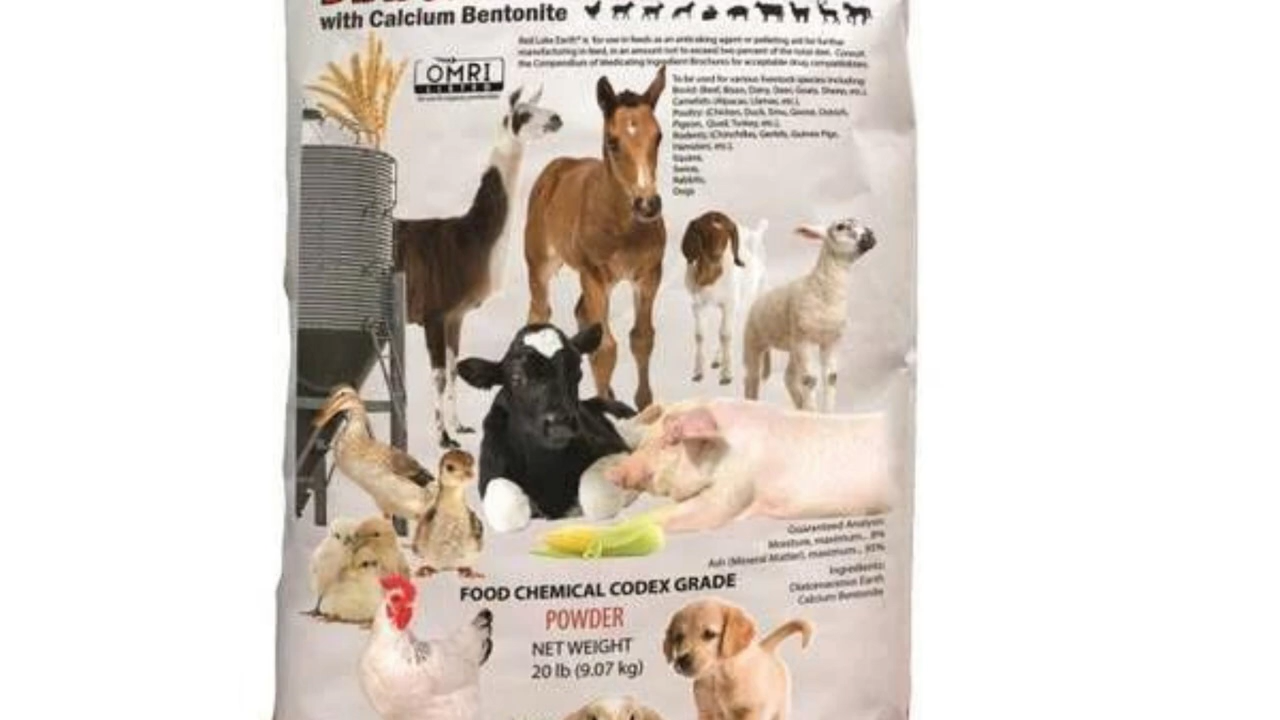 with Calcium Bentonite
Red Lake Earth® is for use in feeds as an anticaking agent or pelleting aid for further
manufacturing in feed, in an amount not to exceed two percent of the total diet. Consult
the Compendium of Medicating Ingredient Brochures for acceptable drug compatibilities.
OMRI
LISTED
To be used for various livestock species including:
Bovid: (Beef, Bison, Dairy, Deer, Goats, Sheep, etc.),
Camelids: (Alpacas, Llamas, etc.),
Poultry: (Chicken, Duck, Emu, Goose, Ostrich,
Pigeon, Quail, Turkey, etc.),
Rodents: (Chinchillas, Gerbils, Guinea Pigs,
Hamsters, etc.),
Equine,
Swine,
Rabbits,
Dogs
Guaranteed Analysis:
Moisture, maximum... 8%
Ash (Mineral Matter), maximum... 95%
Ingredients:
Diatomaceous Earth
Calcium Bentonite
FOOD CHEMICAL CODEX GRADE
POWDER
NET WEIGHT
20 lb (9.07 kg)